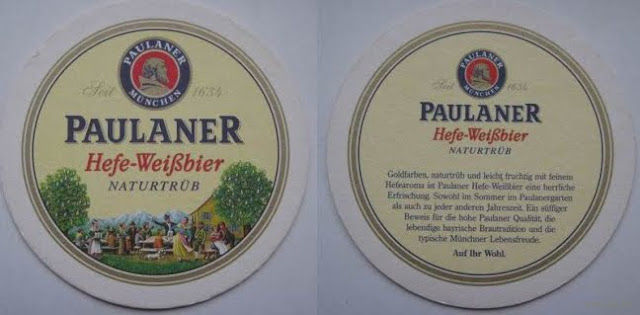 PAULANER
MÜNCHEN
Seit 1634
PAULANER
Hefe-Weißbier
NATURTRÜB
PAULANER
MÜNCHEN
Seit 1634
PAULANER
Hefe-Weißbier
NATURTRÜB
Goldfarben, naturtrüb und leicht fruchtig mit feinem
Hefearoma ist Paulaner Hefe-Weißbier eine herrliche
Erfrischung. Sowohl im Sommer im Paulanergarten
als auch zu jeder anderen Jahreszeit. Ein süffiger
Beweis für die hohe Paulaner Qualität, die
lebendige bayrische Brautradition und die
typische Münchner Lebensfreude.
Auf Ihr Wohl.